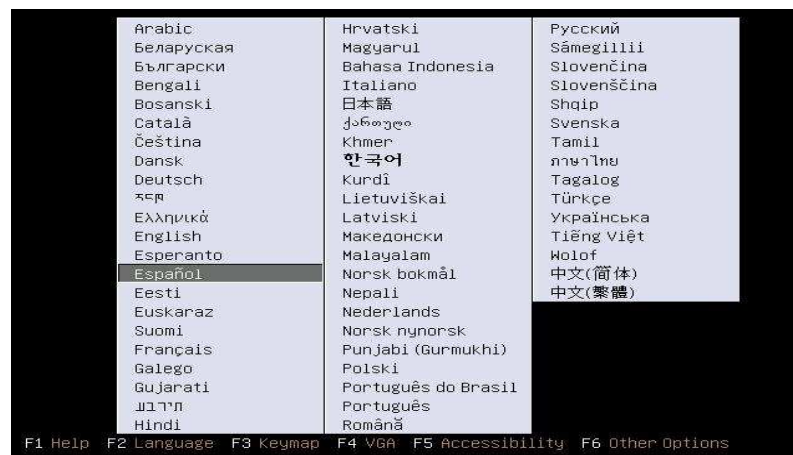 Arabic
Беларуская
Български
Bengali
Bosanski
Català
Čeština
Dansk
Deutsch
Ελληνικά
English
Esperanto
Español
Eesti
Euskaraz
Suomi
Français
Galego
Gujarati
עברית
Hindi
Hrvatski
Magyarul
Bahasa Indonesia
Italiano
日本語
ქართული
Khmer
한국어
Kurdî
Lietuviškai
Latviski
Македонски
Malayalam
Norsk bokmål
Nepali
Nederlands
Norsk nynorsk
Punjabi (Gurmukhi)
Polski
Português do Brasil
Português
Română
Русский
Sámegillii
Slovenčina
Slovenščina
Shqip
Svenska
Tamil
ภาษาไทย
Tagalog
Türkçe
Українська
Tiếng Việt
Wolof
中文(简体)
中文(繁體)
F1 Help F2 Language F3 Keymap F4 VGA F5 Accessibility F6 Other Options